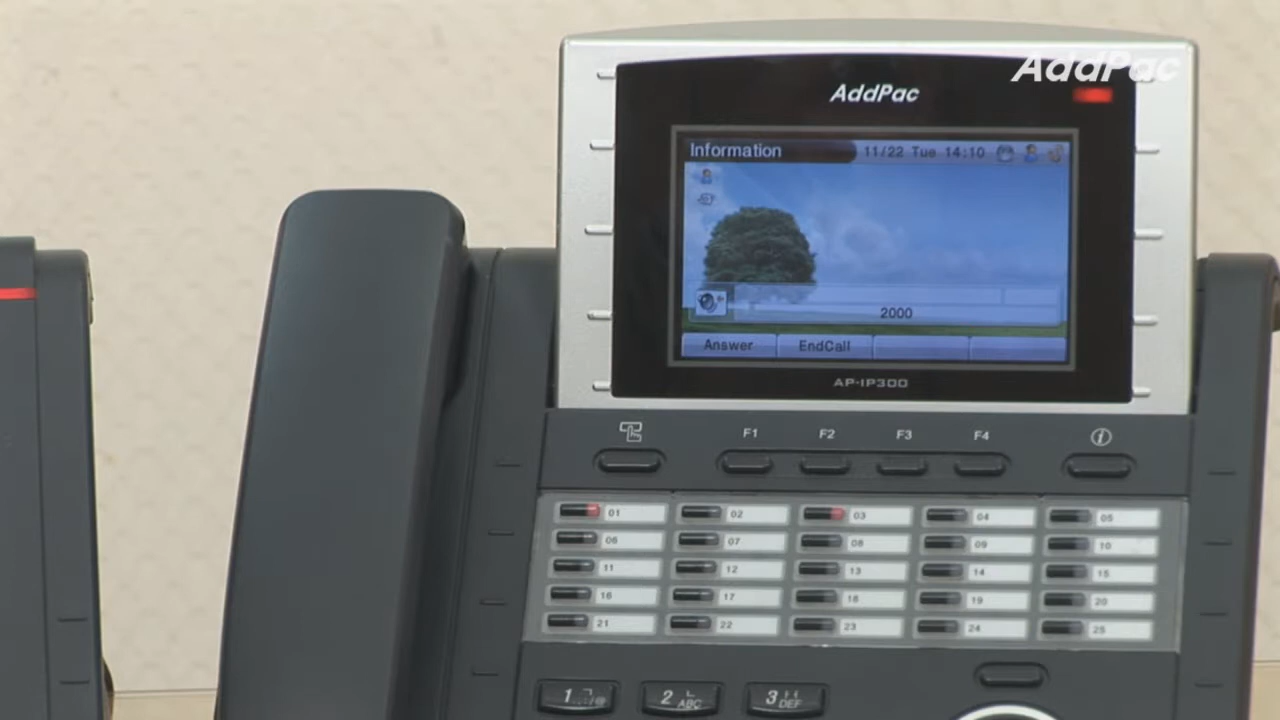 AddPac
AddPac
Information 11/22 Tue 14:10
2000
Answer EndCall
AP-IP300
F1 F2 F3 F4
01 02 03 04 05
06 07 08 09 10
11 12 13 14 15
16 17 18 19 20
21 22 23 24 25
1 2 ABC 3 DEF